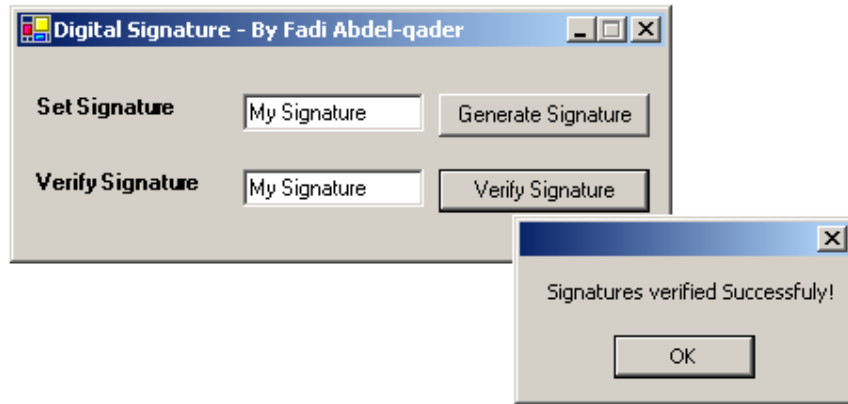 Digital Signature - By Fadi Abdel-qader
Set Signature My Signature Generate Signature
Verify Signature My Signature Verify Signature
Signatures verified Successfuly!
OK